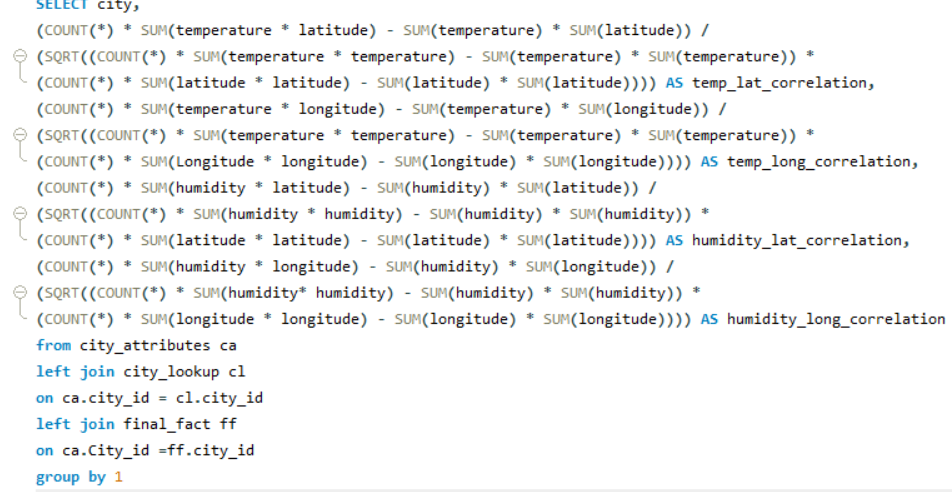 SELECT city,
(COUNT(*) * SUM(temperature * latitude) - SUM(temperature) * SUM(latitude)) /
(SQRT((COUNT(*) * SUM(temperature * temperature) - SUM(temperature) * SUM(temperature)) *
(COUNT(*) * SUM(latitude * latitude) - SUM(latitude) * SUM(latitude)))) AS temp_lat_correlation,
(COUNT(*) * SUM(temperature * longitude) - SUM(temperature) * SUM(longitude)) /
(SQRT((COUNT(*) * SUM(temperature * temperature) - SUM(temperature) * SUM(temperature)) *
(COUNT(*) * SUM(Longitude * longitude) - SUM(longitude) * SUM(longitude)))) AS temp_long_correlation,
(COUNT(*) * SUM(humidity * latitude) - SUM(humidity) * SUM(latitude)) /
(SQRT((COUNT(*) * SUM(humidity * humidity) - SUM(humidity) * SUM(humidity)) *
(COUNT(*) * SUM(latitude * latitude) - SUM(latitude) * SUM(latitude)))) AS humidity_lat_correlation,
(COUNT(*) * SUM(humidity * longitude) - SUM(humidity) * SUM(longitude)) /
(SQRT((COUNT(*) * SUM(humidity* humidity) - SUM(humidity) * SUM(humidity)) *
(COUNT(*) * SUM(longitude * longitude) - SUM(longitude) * SUM(longitude)))) AS humidity_long_correlation
from city_attributes ca
left join city_lookup cl
on ca.city_id = cl.city_id
left join final_fact ff
on ca.City_id =ff.city_id
group by 1